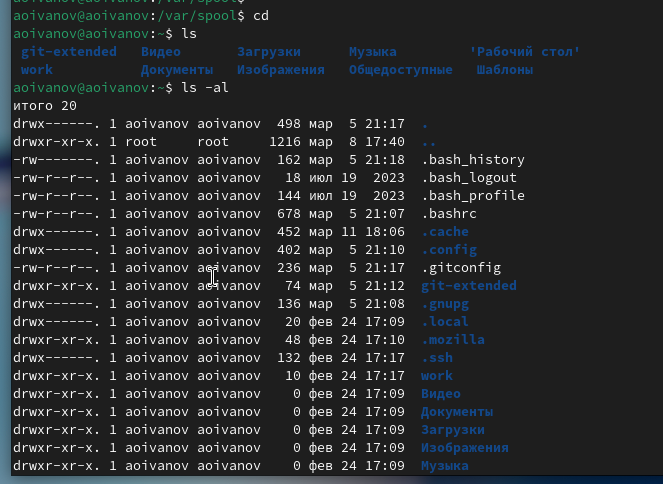 aoivanov@aoivanov:/var/spool$
aoivanov@aoivanov:/var/spool$ cd
aoivanov@aoivanov:~$ ls
git-extended Видео Загрузки Музыка 'Рабочий стол'
work Документы Изображения Общедоступные Шаблоны
aoivanov@aoivanov:~$ ls -al
итого 20
drwx------. 1 aoivanov aoivanov 498 мар 5 21:17 .
drwxr-xr-x. 1 root root 1216 мар 8 17:40 ..
-rw-------. 1 aoivanov aoivanov 162 мар 5 21:18 .bash_history
-rw-r--r--. 1 aoivanov aoivanov 18 июл 19 2023 .bash_logout
-rw-r--r--. 1 aoivanov aoivanov 144 июл 19 2023 .bash_profile
-rw-r--r--. 1 aoivanov aoivanov 678 мар 5 21:07 .bashrc
drwx------. 1 aoivanov aoivanov 452 мар 11 18:06 .cache
drwx------. 1 aoivanov aoivanov 402 мар 5 21:10 .config
-rw-r--r--. 1 aoivanov aoivanov 236 мар 5 21:17 .gitconfig
drwxr-xr-x. 1 aoivanov aoivanov 74 мар 5 21:12 git-extended
drwx------. 1 aoivanov aoivanov 136 мар 5 21:08 .gnupg
drwx------. 1 aoivanov aoivanov 20 фев 24 17:09 .local
drwxr-xr-x. 1 aoivanov aoivanov 48 фев 24 17:10 .mozilla
drwx------. 1 aoivanov aoivanov 132 фев 24 17:17 .ssh
drwxr-xr-x. 1 aoivanov aoivanov 10 фев 24 17:17 work
drwxr-xr-x. 1 aoivanov aoivanov 0 фев 24 17:09 Видео
drwxr-xr-x. 1 aoivanov aoivanov 0 фев 24 17:09 Документы
drwxr-xr-x. 1 aoivanov aoivanov 0 фев 24 17:09 Загрузки
drwxr-xr-x. 1 aoivanov aoivanov 0 фев 24 17:09 Изображения
drwxr-xr-x. 1 aoivanov aoivanov 0 фев 24 17:09 Музыка